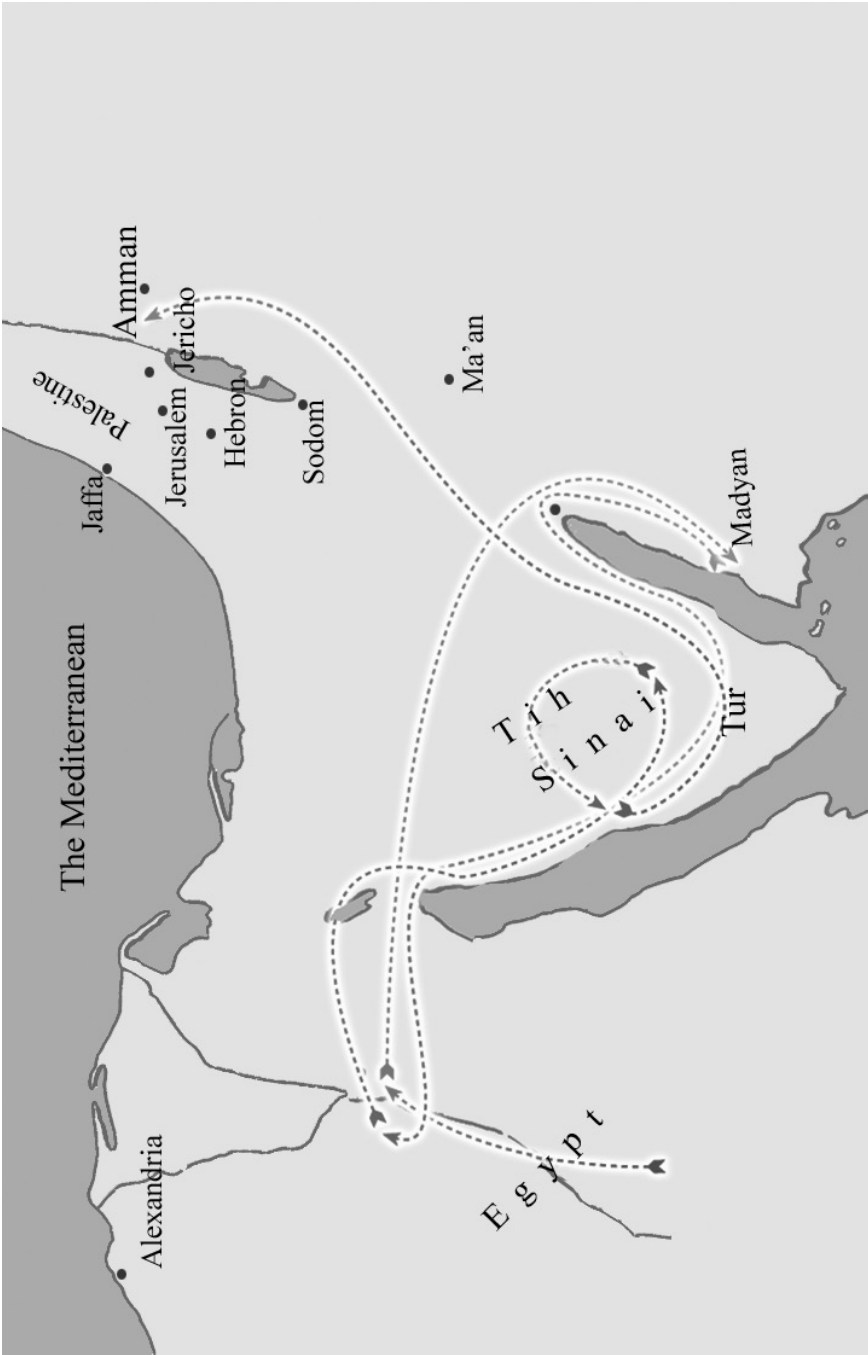 The Mediterranean
Palestine
Jaffa
Amman
Jericho
Jerusalem
Hebron
Sodom
Ma’an
Alexandria
Egypt
Tih
Sinai
Tur
Madyan